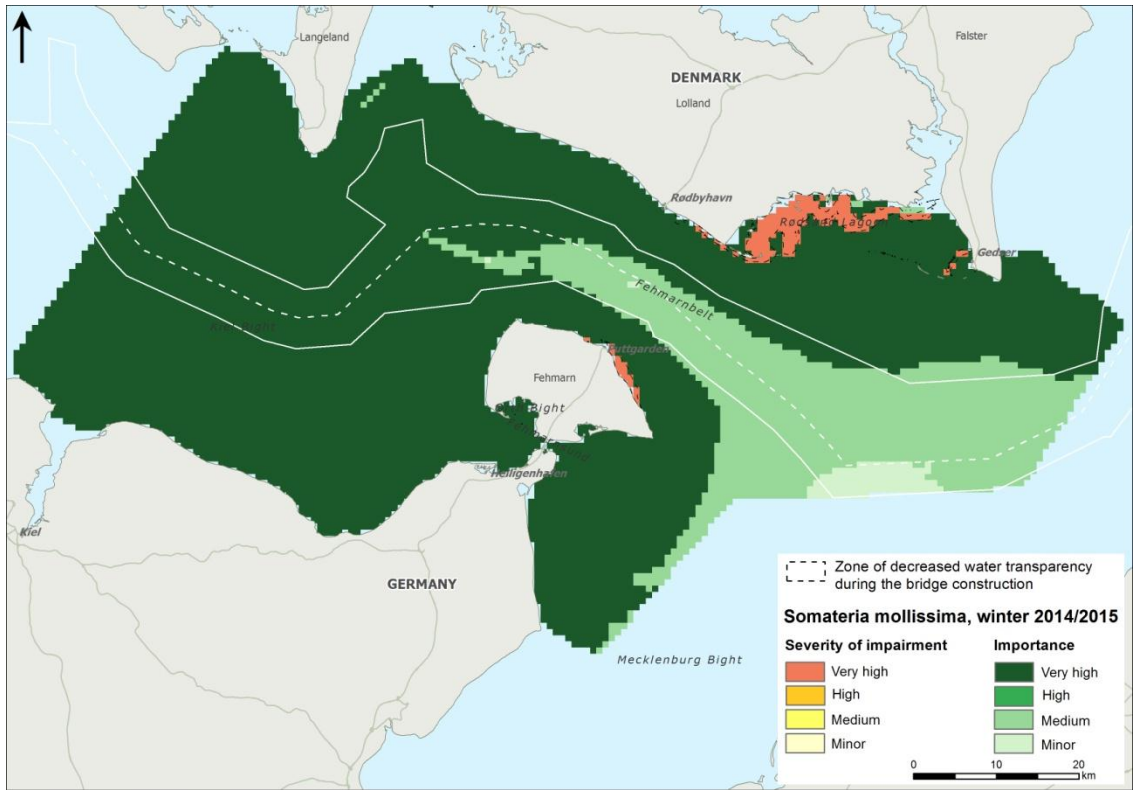 Langeland
Falster
DENMARK
Lolland
Rødbyhavn
Gedser
Fehmarnbelt
Kiel Bight
Puttgarden
Fehmarn
Bight
Heiligenhafen
Kiel
GERMANY
Mecklenburg Bight
Zone of decreased water transparency
during the bridge construction
Somateria mollissima, winter 2014/2015
Severity of impairment
Very high
High
Medium
Minor
Importance
Very high
High
Medium
Minor
0 10 20
km